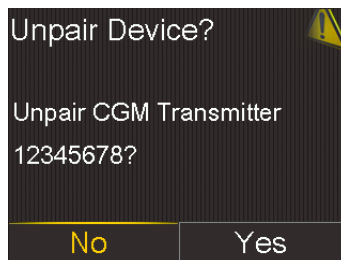 Unpair Device?
Unpair CGM Transmitter
12345678?
No Yes